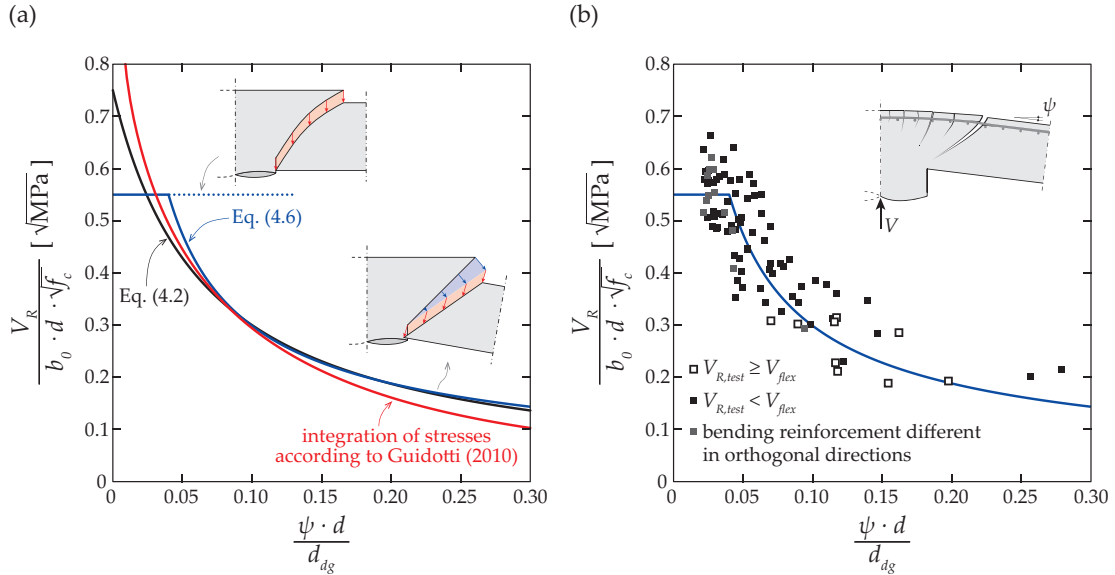 (a)
0.8
0.7
0.6
0.5
0.4
0.3
0.2
0.1
0
0
0.05
0.10
0.15
0.20
0.25
0.30
V_R / b_0 · d · √f_c [√MPa]
ψ · d / d_dg
Eq. (4.6)
Eq. (4.2)
integration of stresses
according to Guidotti (2010)
(b)
0.8
0.7
0.6
0.5
0.4
0.3
0.2
0.1
0
0
0.05
0.10
0.15
0.20
0.25
0.30
V_R / b_0 · d · √f_c [√MPa]
ψ · d / d_dg
ψ
V
V_R,test ≥ V_flex
V_R,test < V_flex
bending reinforcement different
in orthogonal directions